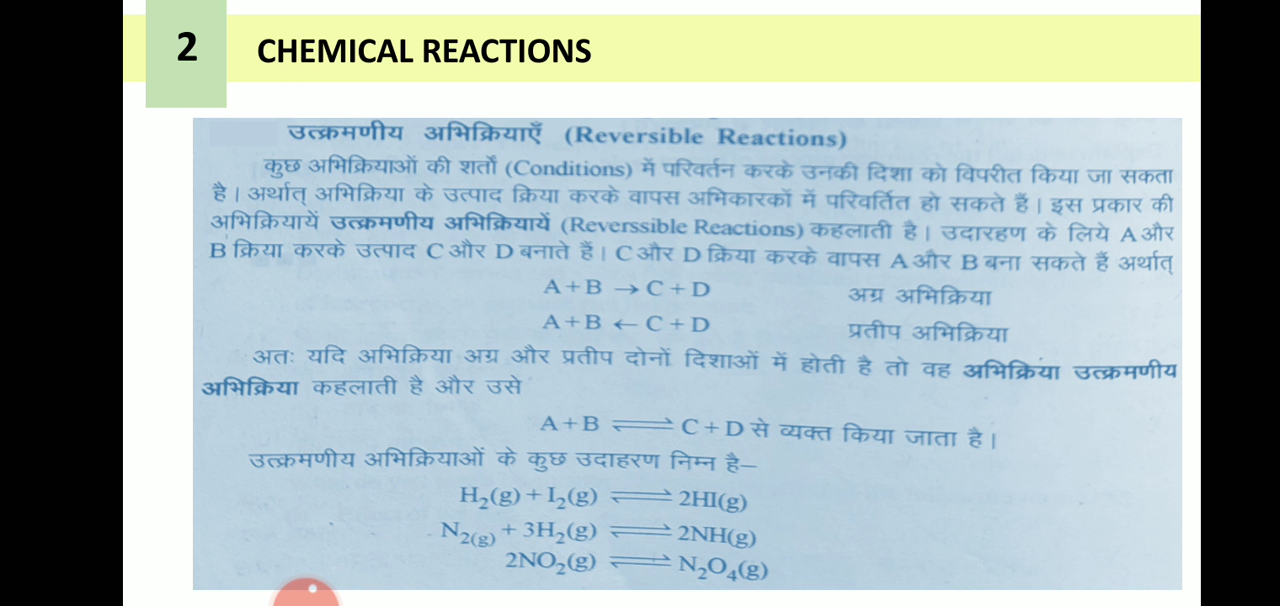 2 CHEMICAL REACTIONS
उत्क्रमणीय अभिक्रियाएँ (Reversible Reactions)
कुछ अभिक्रियाओं की शर्तों (Conditions) में परिवर्तन करके उनकी दिशा को विपरीत किया जा सकता
है। अर्थात् अभिक्रिया के उत्पाद क्रिया करके वापस अभिकारकों में परिवर्तित हो सकते हैं। इस प्रकार की
अभिक्रियायें उत्क्रमणीय अभिक्रियायें (Reverssible Reactions) कहलाती है। उदारहण के लिये A और
B क्रिया करके उत्पाद C और D बनाते हैं। C और D क्रिया करके वापस A और B बना सकते हैं अर्थात्
A + B → C + D अग्र अभिक्रिया
A + B ← C + D प्रतीप अभिक्रिया
अतः यदि अभिक्रिया अग्र और प्रतीप दोनों दिशाओं में होती है तो वह अभिक्रिया उत्क्रमणीय
अभिक्रिया कहलाती है और उसे
A + B ⇌ C + D से व्यक्त किया जाता है।
उत्क्रमणीय अभिक्रियाओं के कुछ उदाहरण निम्न है–
H₂(g) + I₂(g) ⇌ 2HI(g)
N₂(g) + 3H₂(g) ⇌ 2NH(g)
2NO₂(g) ⇌ N₂O₄(g)